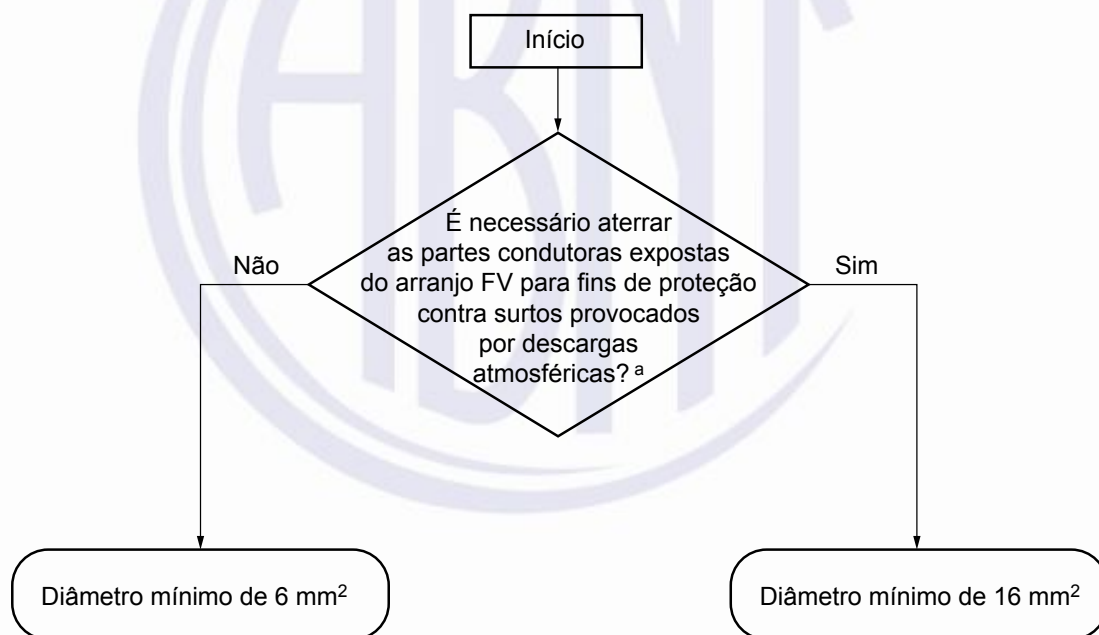 Início
É necessário aterrar
as partes condutoras expostas
do arranjo FV para fins de proteção
contra surtos provocados
por descargas
atmosféricas? a
Não
Sim
Diâmetro mínimo de 6 mm²
Diâmetro mínimo de 16 mm²
ABNT